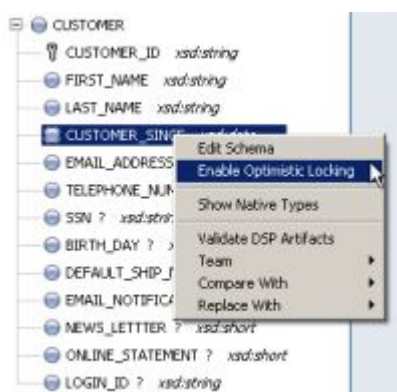 CUSTOMER
CUSTOMER_ID xsd:string
FIRST_NAME xsd:string
LAST_NAME xsd:string
CUSTOMER_SINCE xsd:date
Edit Schema
EMAIL_ADDRESS
Enable Optimistic Locking
TELEPHONE_NUM
Show Native Types
SSN ? xsd:strin
BIRTH_DAY ? x
Validate DSP Artifacts
DEFAULT_SHIP_M
Team
EMAIL_NOTIFICA
Compare With
NEWS_LETTTER ? xsd:short
Replace With
ONLINE_STATEMENT ? xsd:short
LOGIN_ID ? xsd:string